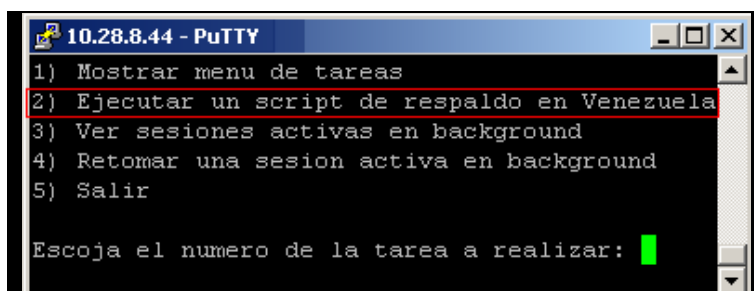 10.28.8.44 - PuTTY
1) Mostrar menu de tareas
2) Ejecutar un script de respaldo en Venezuela
3) Ver sesiones activas en background
4) Retomar una sesion activa en background
5) Salir
Escoja el numero de la tarea a realizar: